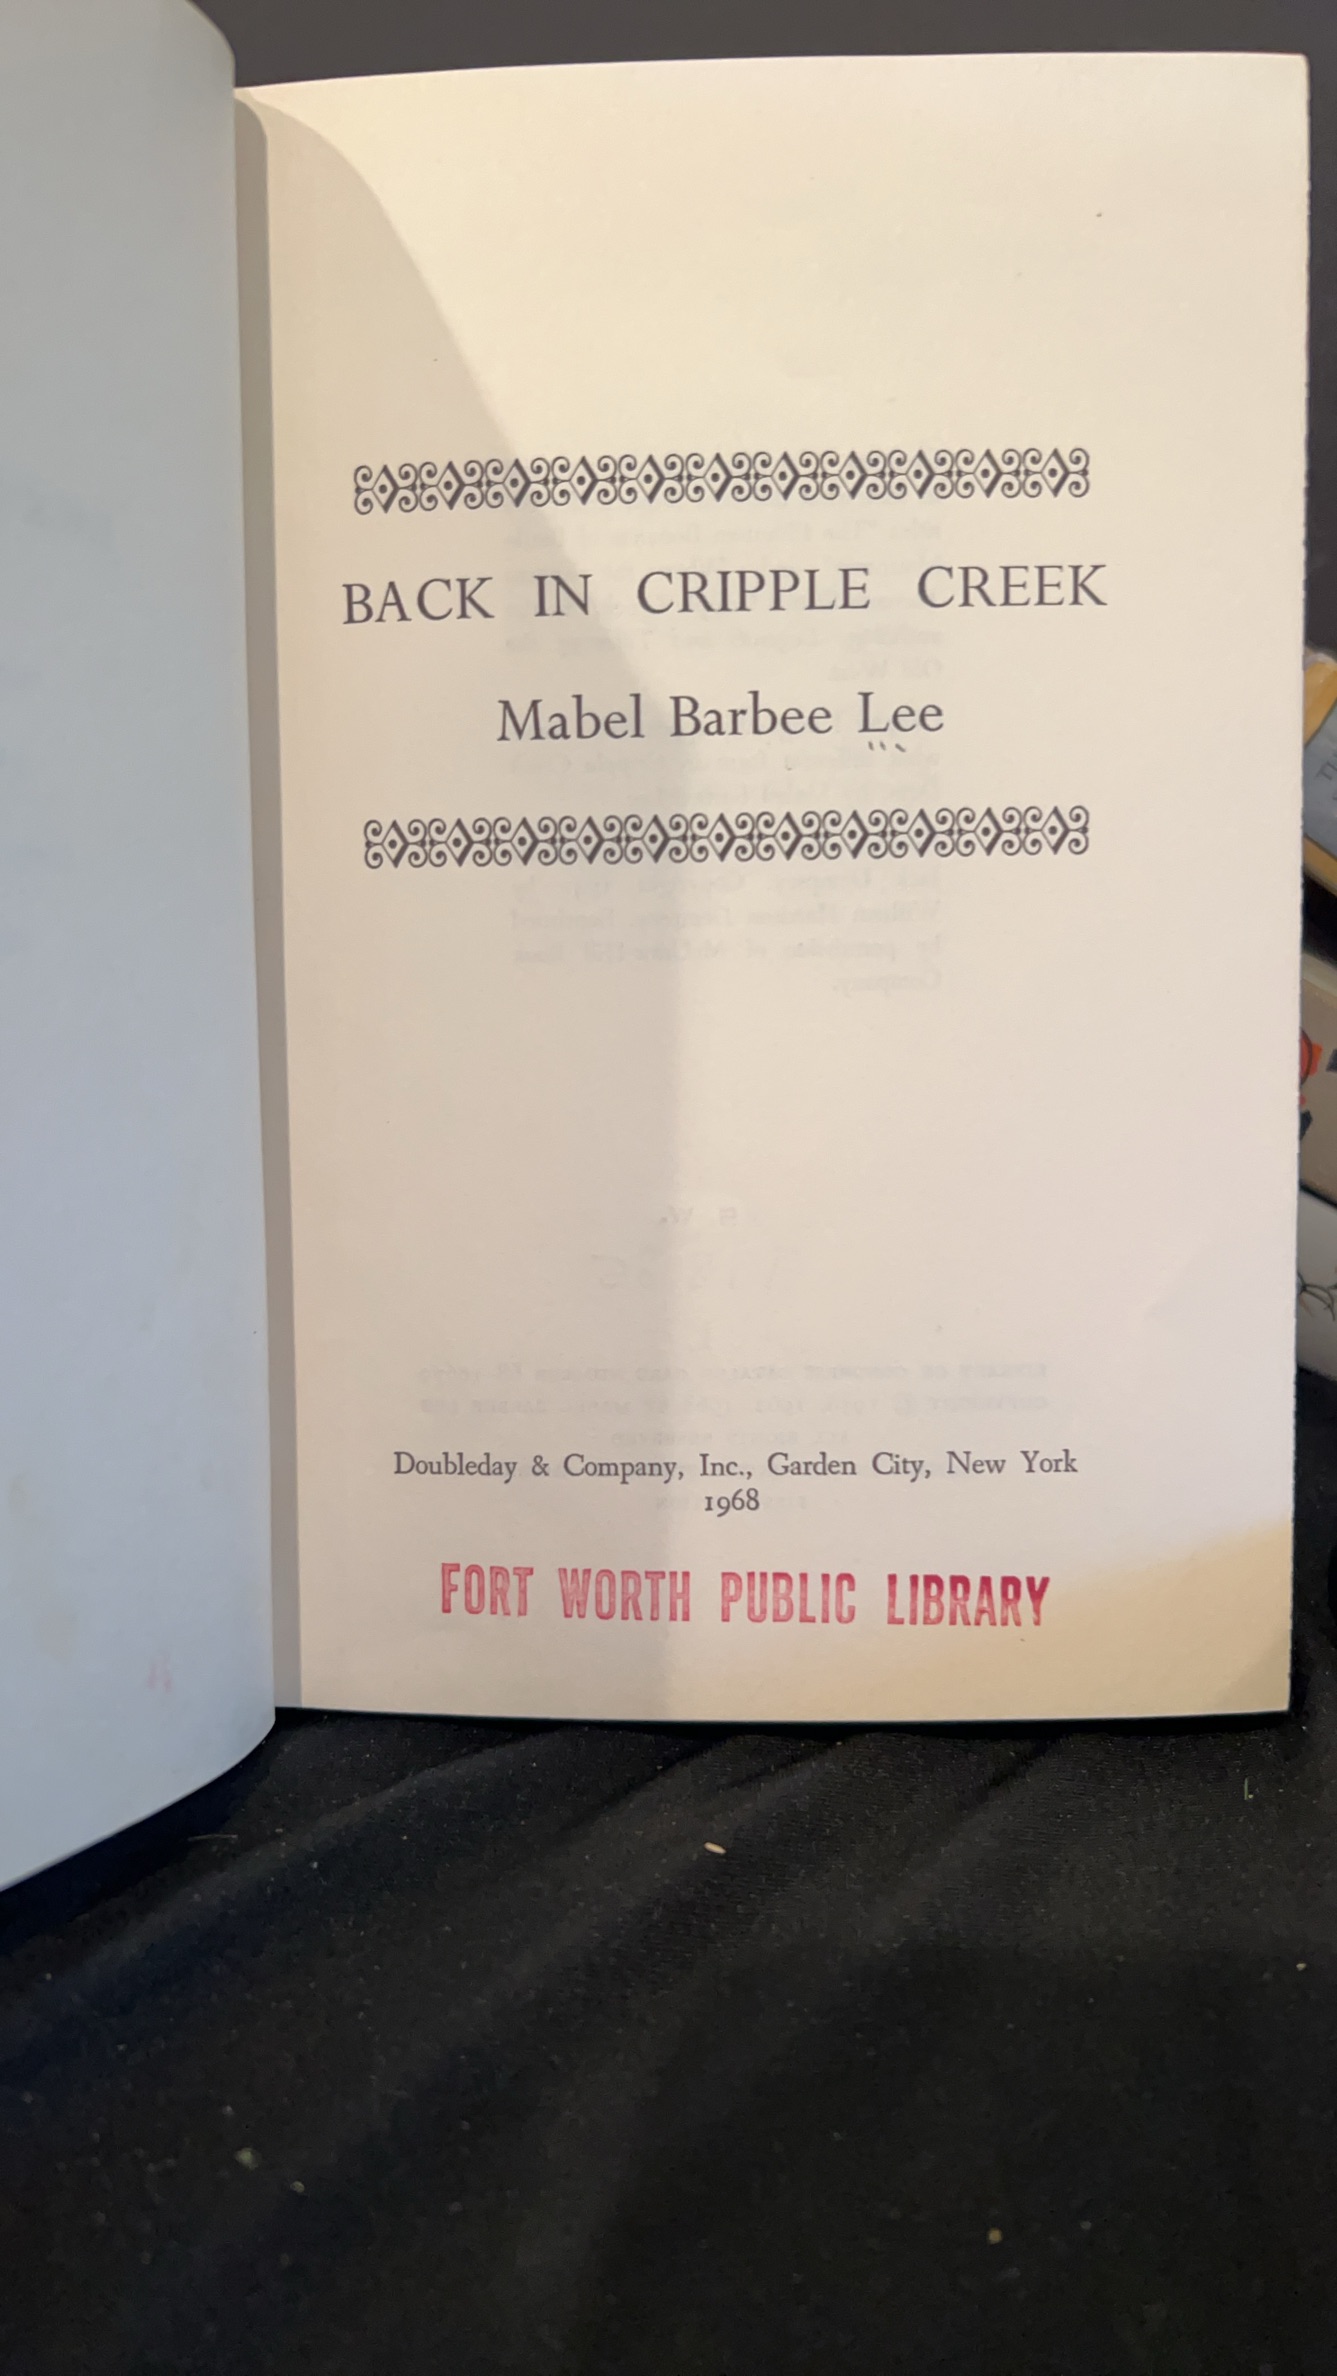 BACK IN CRIPPLE CREEK
Mabel Barbee Lee
Doubleday & Company, Inc., Garden City, New York
1968
FORT WORTH PUBLIC LIBRARY